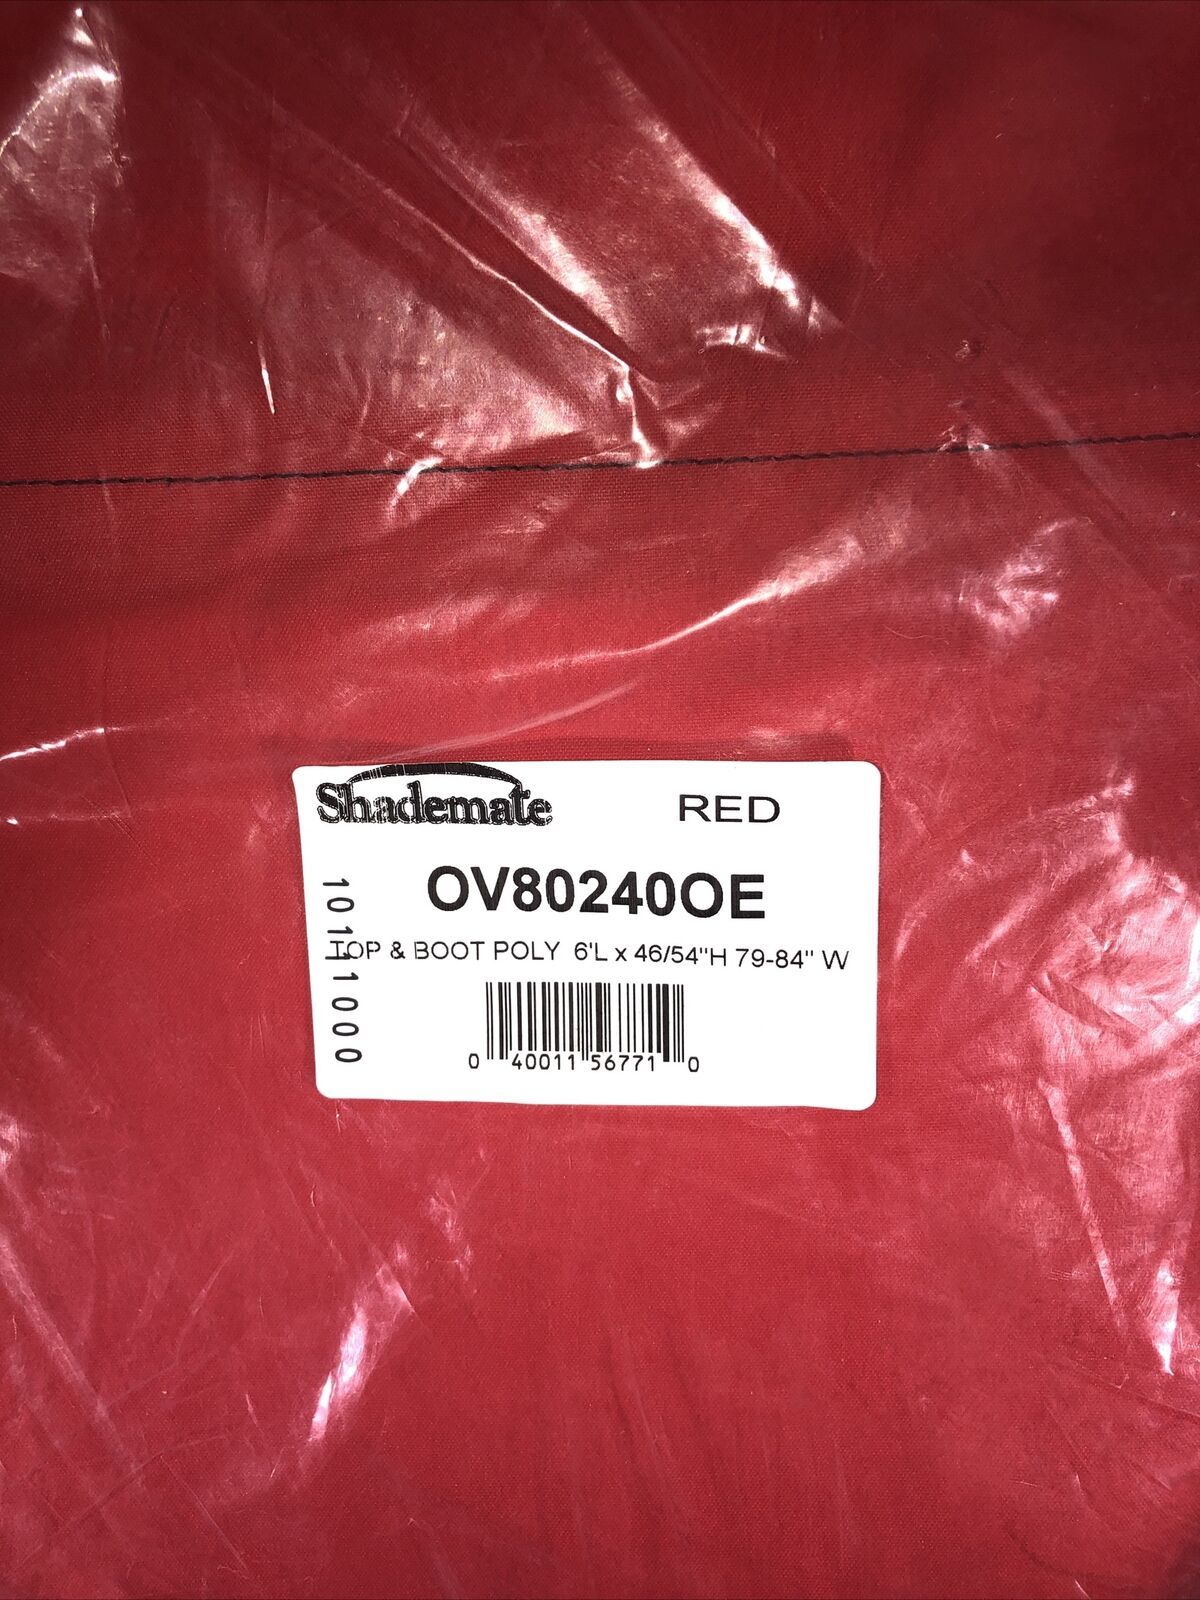 Shademate RED
OV80240OE
TOP & BOOT POLY 6'L x 46/54"H 79-84" W
10111000
0 40011 56771 0